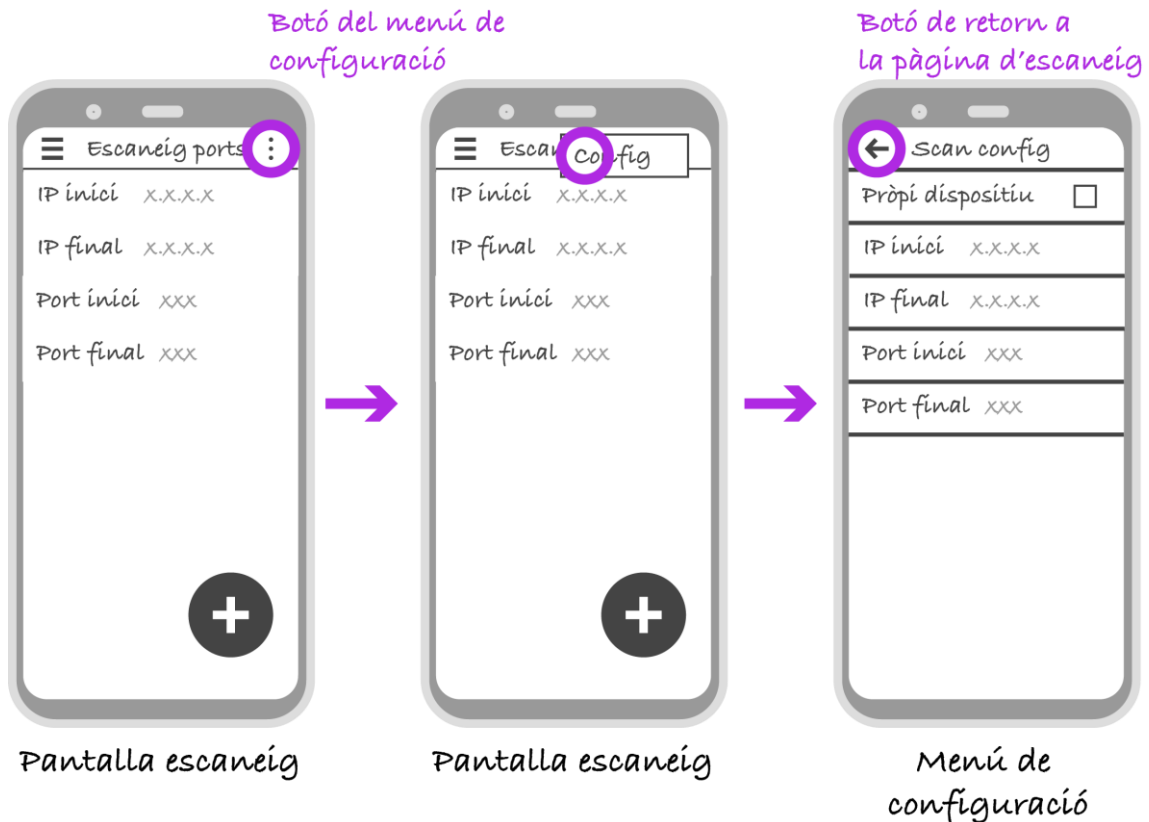 Botó del menú de
configuració
Botó de retorn a
la pàgina d'escaneig
Escaneig ports
IP inici x.x.x.x
IP final x.x.x.x
Port inici xxx
Port final xxx
Pantalla escaneig
Escan
Config
IP inici x.x.x.x
IP final x.x.x.x
Port inici xxx
Port final xxx
Pantalla escaneig
Scan config
Pròpi dispositiu
IP inici x.x.x.x
IP final x.x.x.x
Port inici xxx
Port final xxx
Menú de
configuració